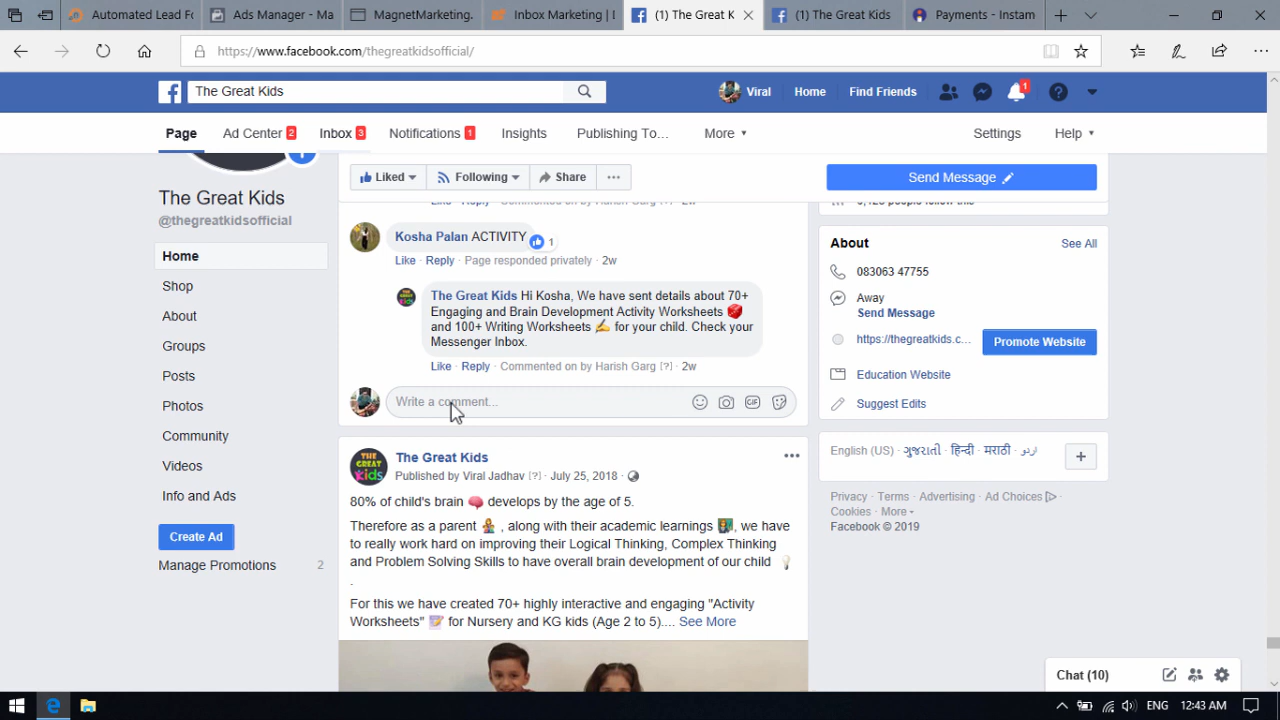 Automated Lead Fo
Ads Manager - Ma
MagnetMarketing.
Inbox Marketing | D
(1) The Great K
(1) The Great Kids
Payments - Instam
https://www.facebook.com/thegreatkidsofficial/
The Great Kids
Viral
Home
Find Friends
1
Page
Ad Center 2
Inbox 3
Notifications 1
Insights
Publishing To...
More
Settings
Help
The Great Kids
@thegreatkidsofficial
Home
Shop
About
Groups
Posts
Photos
Community
Videos
Info and Ads
Create Ad
Manage Promotions 2
Liked
Following
Share
Send Message
Kosha Palan ACTIVITY
1
Like · Reply · Page responded privately · 2w
The Great Kids Hi Kosha, We have sent details about 70+
Engaging and Brain Development Activity Worksheets
and 100+ Writing Worksheets ✍ for your child. Check your
Messenger Inbox.
Like · Reply · Commented on by Harish Garg [?] · 2w
Write a comment...
GIF
The Great Kids
Published by Viral Jadhav [?] · July 25, 2018 ·
80% of child's brain 🧠 develops by the age of 5.
Therefore as a parent , along with their academic learnings , we have
to really work hard on improving their Logical Thinking, Complex Thinking
and Problem Solving Skills to have overall brain development of our child 💡
.
For this we have created 70+ highly interactive and engaging "Activity
Worksheets" 📝 for Nursery and KG kids (Age 2 to 5).... See More
THE GREAT Kids
About
See All
083063 47755
Away
Send Message
https://thegreatkids.c...
Promote Website
Education Website
Suggest Edits
English (US) · ગુજરાતી · हिन्दी · मराठी · اردو
Privacy · Terms · Advertising · Ad Choices
Cookies · More
Facebook © 2019
Chat (10)
ENG
12:43 AM